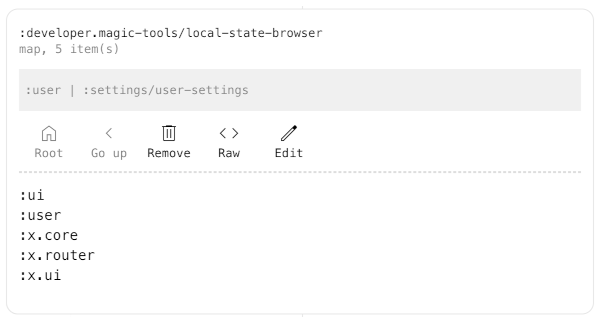 :developer.magic-tools/local-state-browser
map, 5 item(s)
:user | :settings/user-settings
Root Go up Remove Raw Edit
:ui
:user
:x.core
:x.router
:x.ui